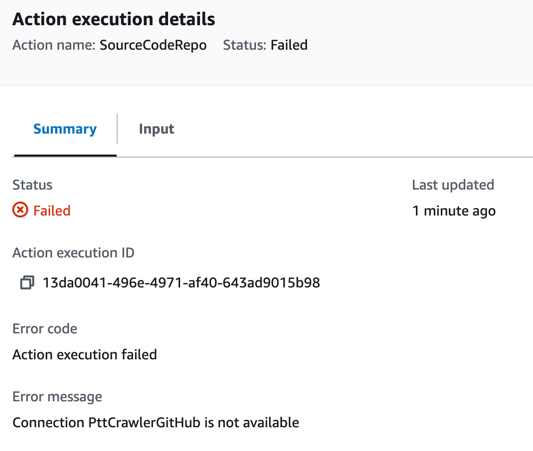 Action execution details
Action name: SourceCodeRepo Status: Failed
Summary Input
Status Last updated
Failed 1 minute ago
Action execution ID
13da0041-496e-4971-af40-643ad9015b98
Error code
Action execution failed
Error message
Connection PttCrawlerGitHub is not available